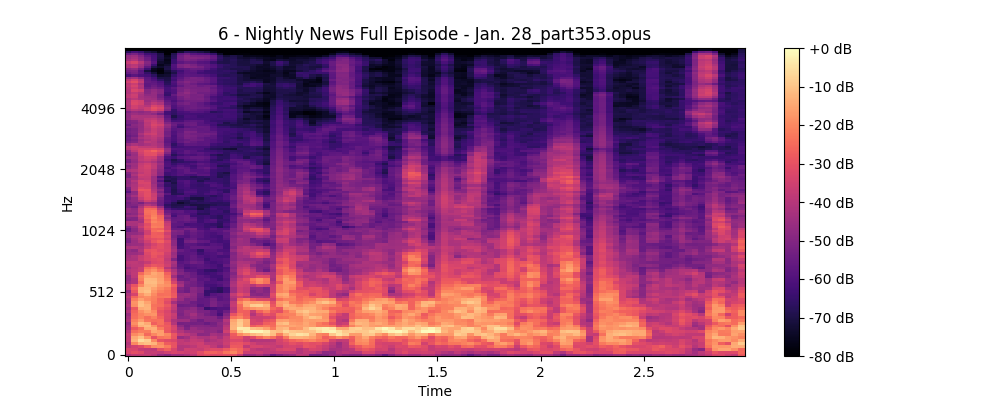 6 - Nightly News Full Episode - Jan. 28_part353.opus
Hz
4096
2048
1024
512
0
0
0.5
1
1.5
2
2.5
Time
+0 dB
-10 dB
-20 dB
-30 dB
-40 dB
-50 dB
-60 dB
-70 dB
-80 dB